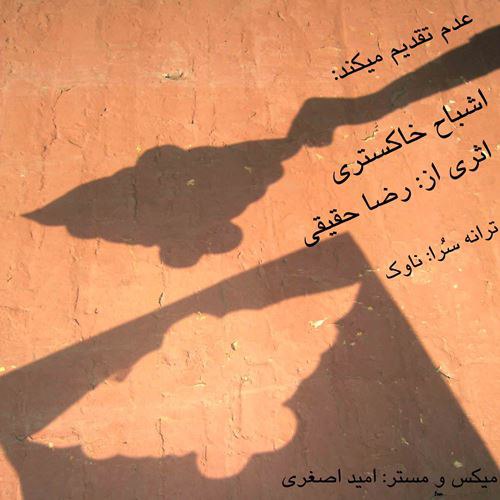 عدم تقدیم میکند:
اشباح خاکستری
اثری از: رضا حقیقی
ترانه سُرا: ناوک
میکس و مستر: امید اصغری